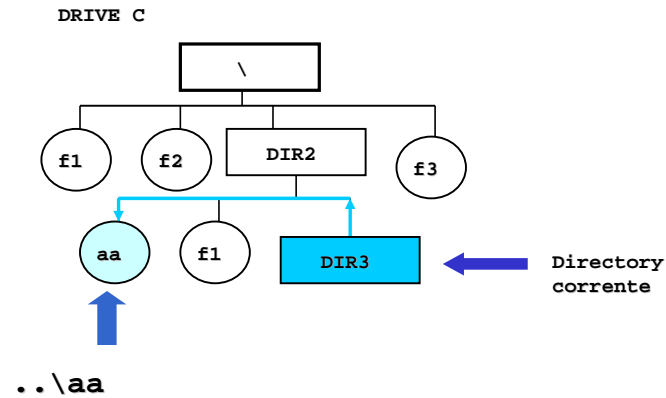 DRIVE C
\
f1
f2
DIR2
f3
aa
f1
DIR3
Directory
corrente
..\aa